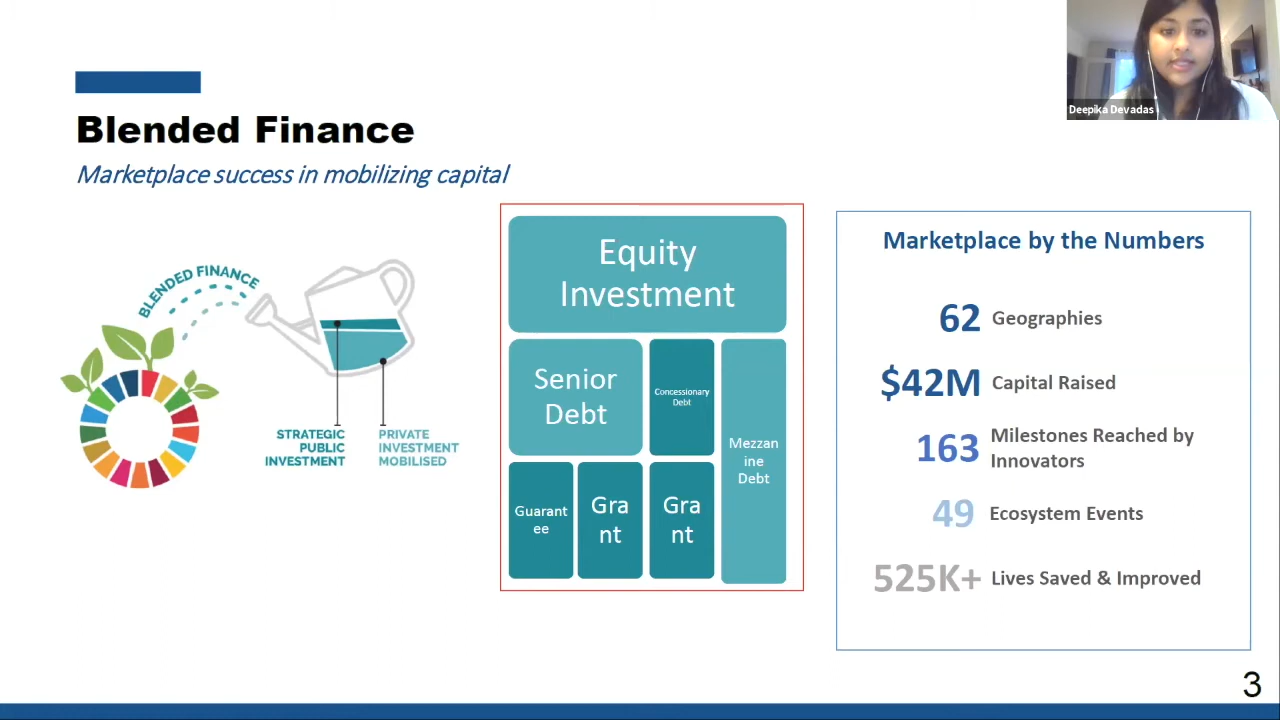 Deepika Devadas
Blended Finance
Marketplace success in mobilizing capital
BLENDED FINANCE
STRATEGIC
PUBLIC
INVESTMENT
PRIVATE
INVESTMENT
MOBILISED
Equity
Investment
Senior
Debt
Concessionary
Debt
Mezzan
ine
Debt
Guarant
ee
Gra
nt
Gra
nt
Marketplace by the Numbers
62 Geographies
$42M Capital Raised
163 Milestones Reached by
Innovators
49 Ecosystem Events
525K+ Lives Saved & Improved
3